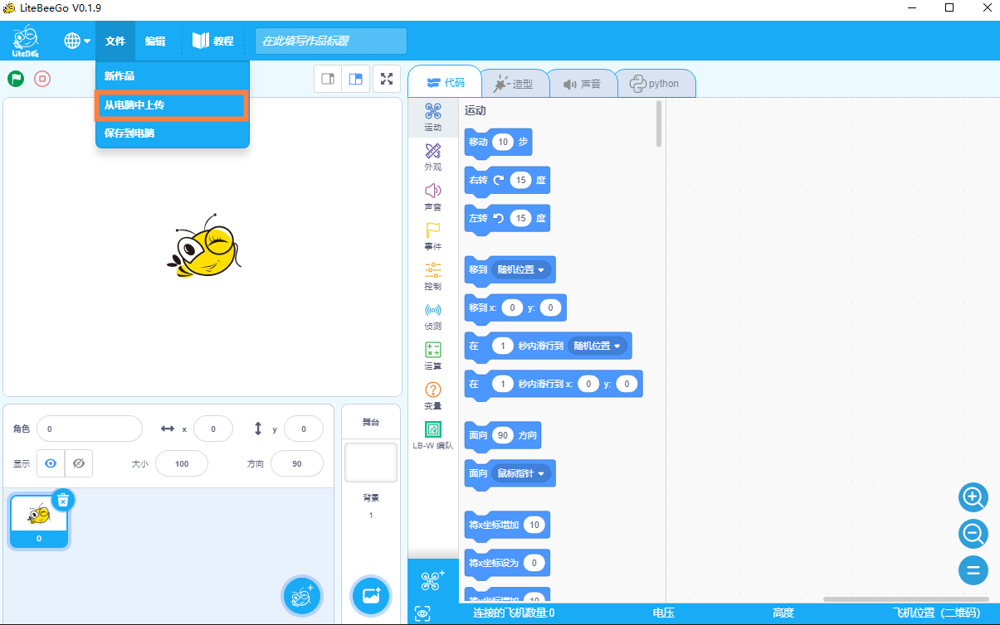 LiteBeeGo V0.1.9
LiteBee
文件 编辑 教程 在此填写作品标题
新作品
从电脑中上传
保存到电脑
代码 造型 声音 python
运动
外观
声音
事件
控制
侦测
运算
变量
LB-W 编队
运动
移动 10 步
右转 15 度
左转 15 度
移到 随机位置
移到 x: 0 y: 0
在 1 秒内滑行到 随机位置
在 1 秒内滑行到 x: 0 y: 0
面向 90 方向
面向 鼠标指针
将x坐标增加 10
将x坐标设为 0
将y坐标增加 10
角色 0 x 0 y 0
显示 大小 100 方向 90
0
舞台
背景
1
连接的飞机数量:0 电压 高度 飞机位置（二维码）